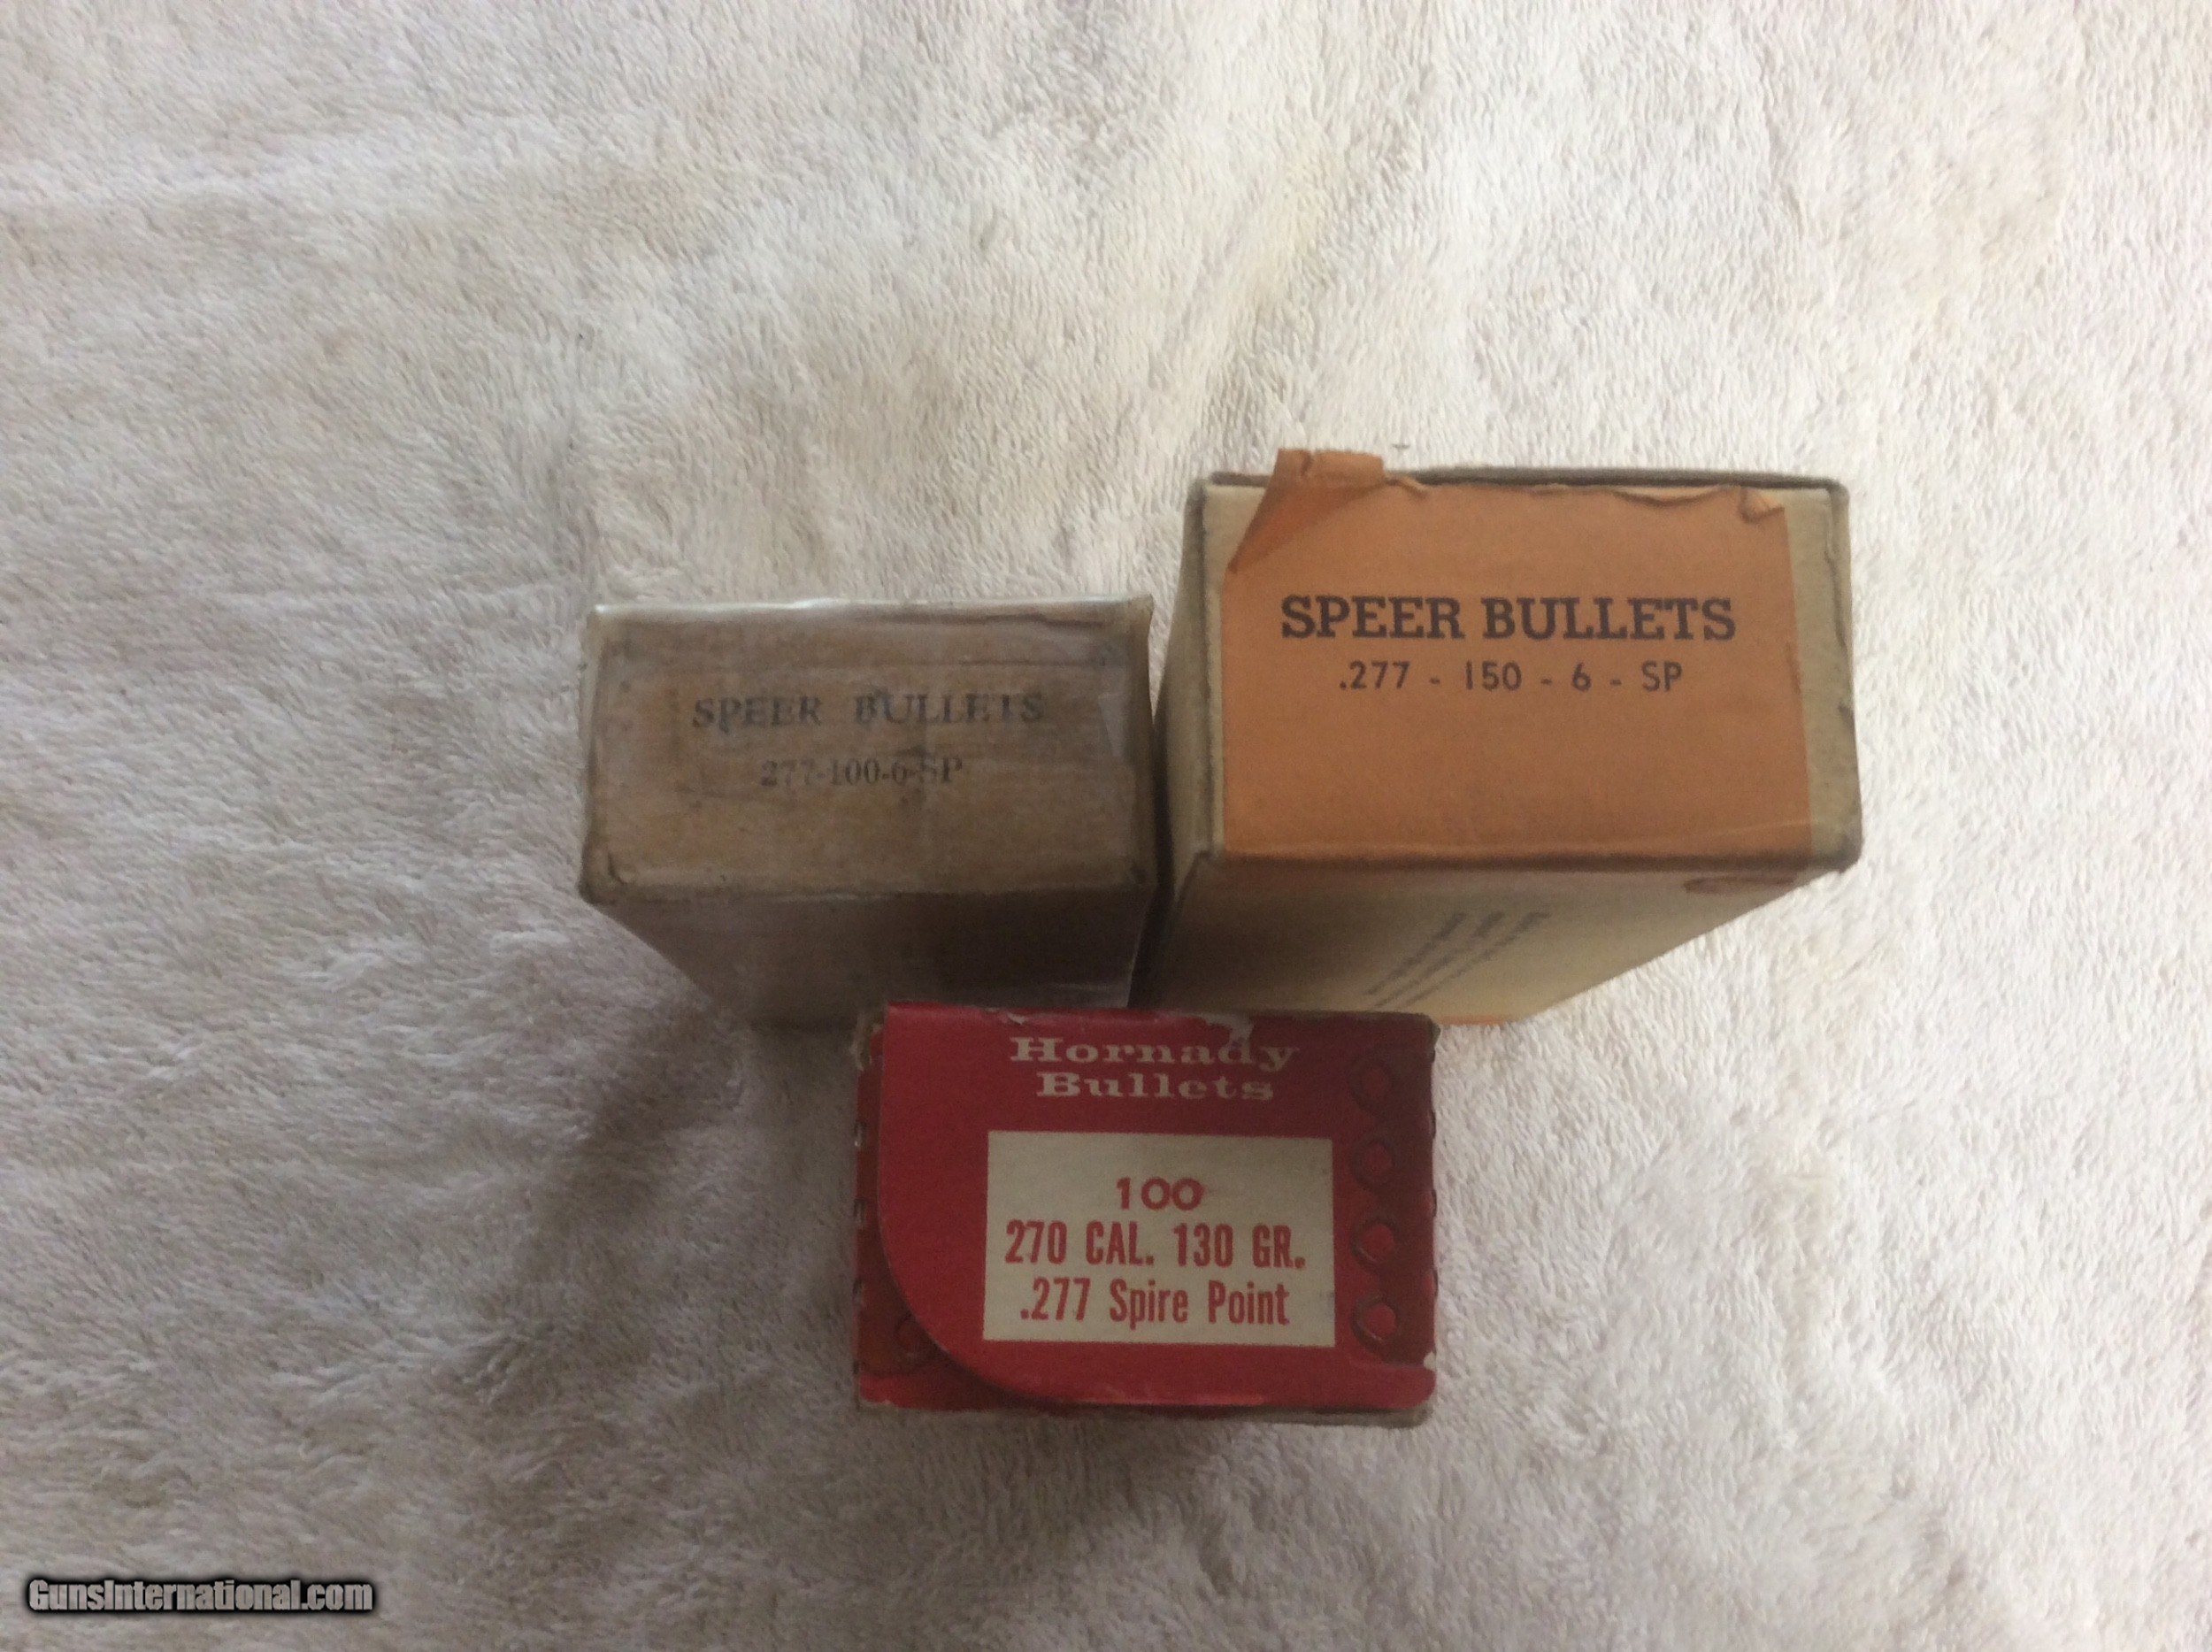 SPEER BULLETS
277-100-6-SP
SPEER BULLETS
.277 - 150 - 6 - SP
Hornady
Bullets
100
270 CAL. 130 GR.
.277 Spire Point
GunsInternational.com